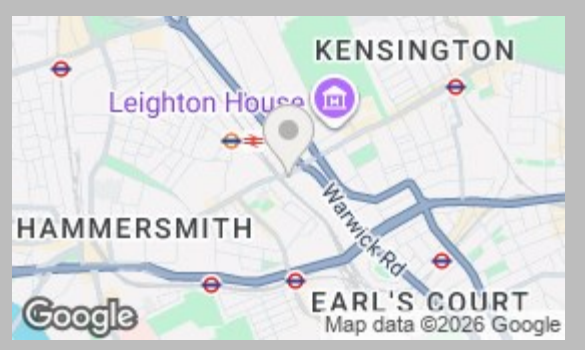 KENSINGTON
Leighton House
HAMMERSMITH
Warwick Rd
EARL'S COURT
Google
Map data ©2026 Google